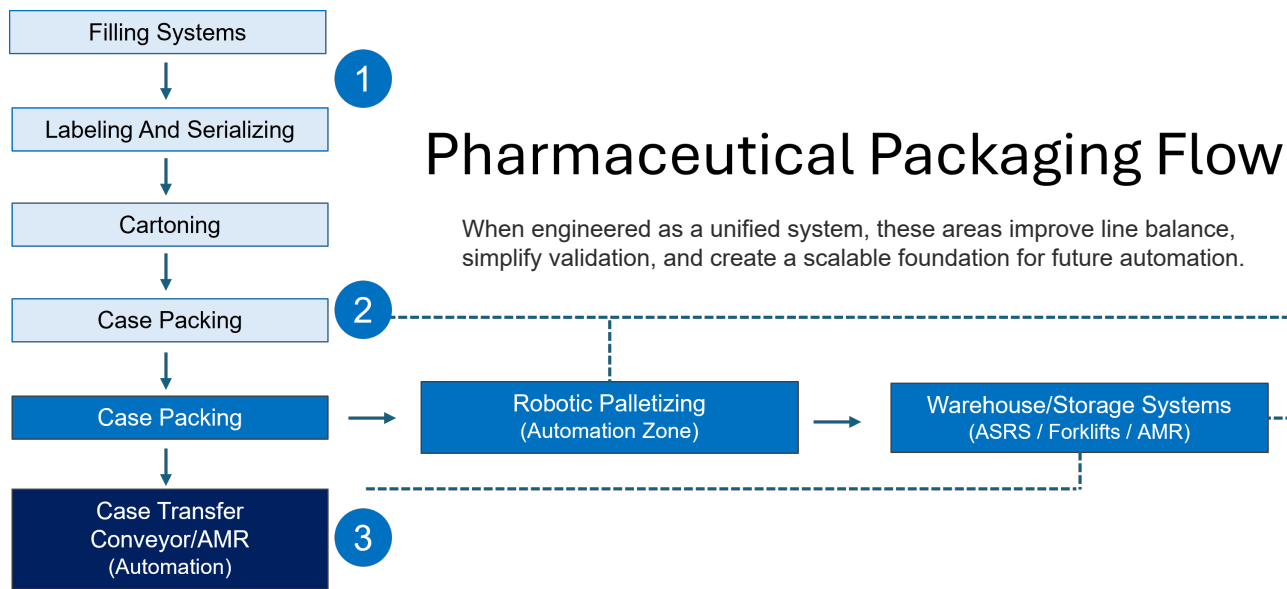 Filling Systems
1
Labeling And Serializing
Pharmaceutical Packaging Flow
Cartoning
When engineered as a unified system, these areas improve line balance,
simplify validation, and create a scalable foundation for future automation.
Case Packing
2
Case Packing
Robotic Palletizing
(Automation Zone)
Warehouse/Storage Systems
(ASRS / Forklifts / AMR)
Case Transfer
Conveyor/AMR
(Automation)
3